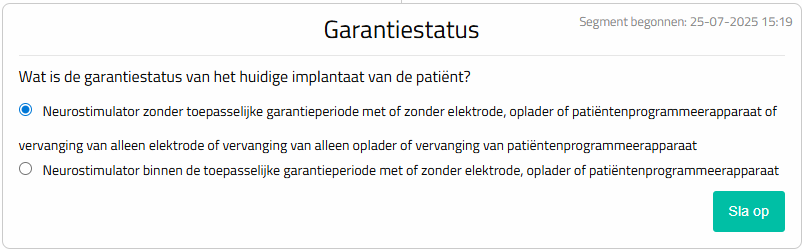 Garantiestatus
Segment begonnen: 25-07-2025 15:19
Wat is de garantiestatus van het huidige implantaat van de patiënt?
Neurostimulator zonder toepasselijke garantieperiode met of zonder elektrode, oplader of patiëntenprogrammeerapparaat of
vervanging van alleen elektrode of vervanging van alleen oplader of vervanging van patiëntenprogrammeerapparaat
Neurostimulator binnen de toepasselijke garantieperiode met of zonder elektrode, oplader of patiëntenprogrammeerapparaat
Sla op